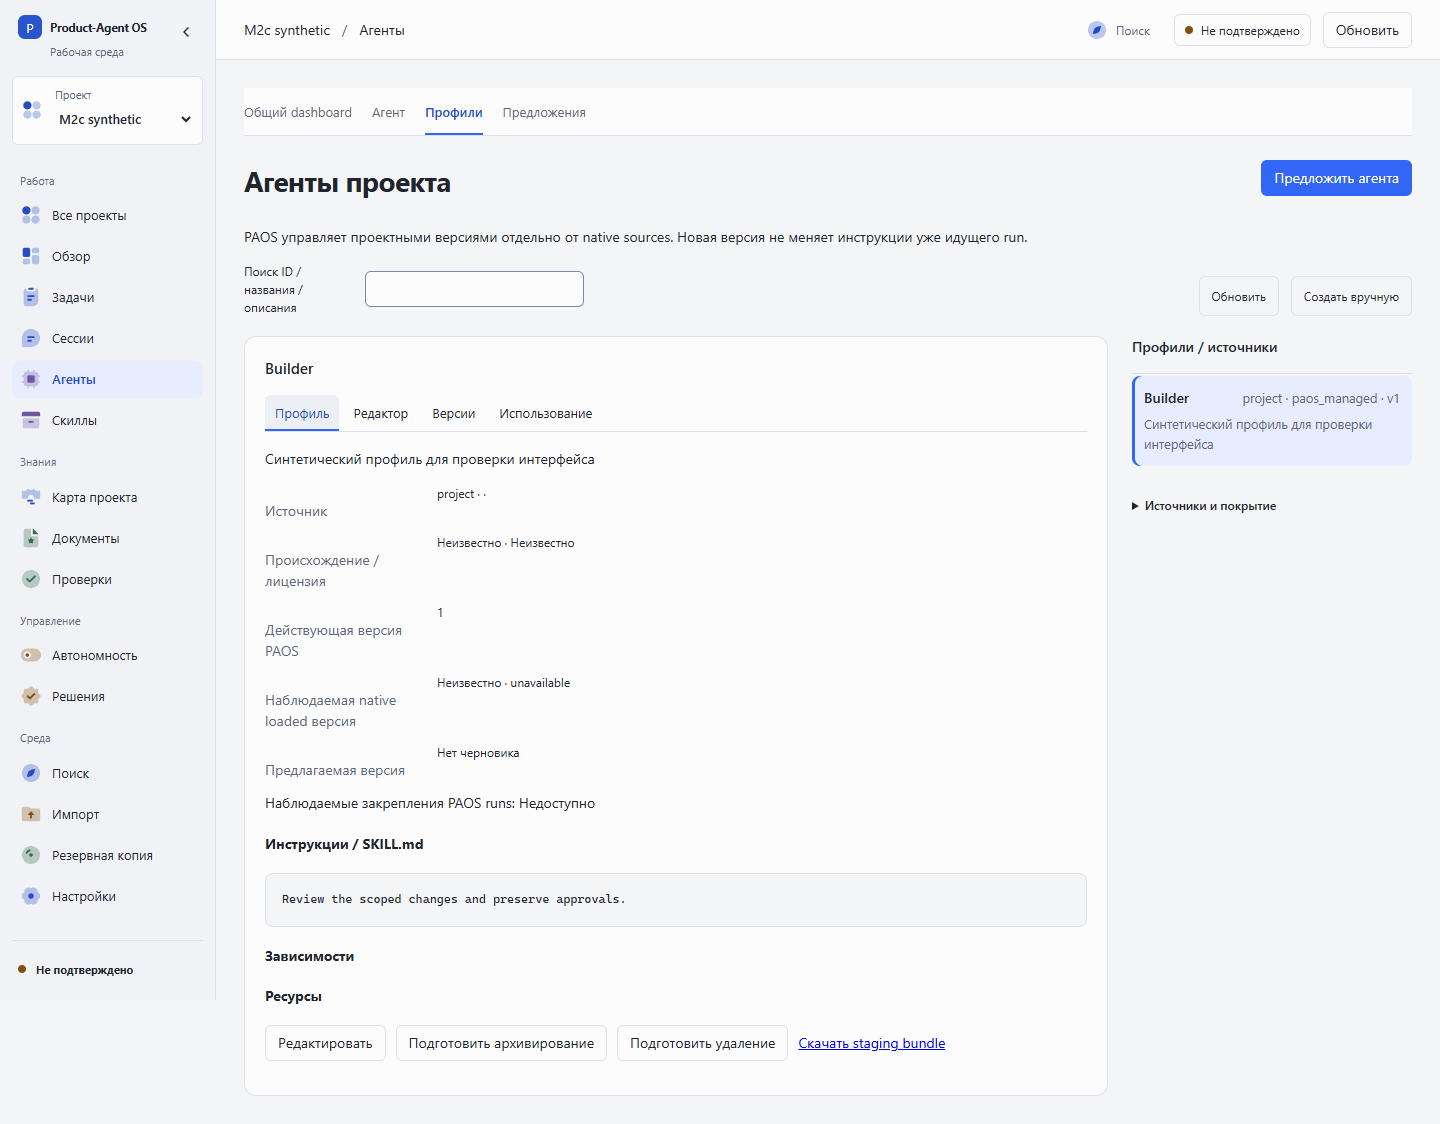 P
Product-Agent OS
Рабочая среда
Проект
M2c synthetic
Работа
Все проекты
Обзор
Задачи
Сессии
Агенты
Скиллы
Знания
Карта проекта
Документы
Проверки
Управление
Автономность
Решения
Среда
Поиск
Импорт
Резервная копия
Настройки
Не подтверждено
M2c synthetic / Агенты
Поиск
Не подтверждено
Обновить
Общий dashboard Агент Профили Предложения
Агенты проекта
Предложить агента
PAOS управляет проектными версиями отдельно от native sources. Новая версия не меняет инструкции уже идущего run.
Поиск ID /
названия /
описания
Обновить
Создать вручную
Builder
Профиль Редактор Версии Использование
Синтетический профиль для проверки интерфейса
project · ·
Источник
Неизвестно · Неизвестно
Происхождение /
лицензия
1
Действующая версия
PAOS
Неизвестно · unavailable
Наблюдаемая native
loaded версия
Нет черновика
Предлагаемая версия
Наблюдаемые закрепления PAOS runs: Недоступно
Инструкции / SKILL.md
Review the scoped changes and preserve approvals.
Зависимости
Ресурсы
Редактировать
Подготовить архивирование
Подготовить удаление
Скачать staging bundle
Профили / источники
Builder project · paos_managed · v1
Синтетический профиль для проверки
интерфейса
Источники и покрытие